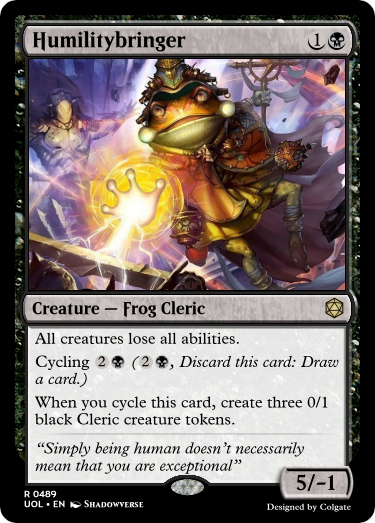 Humilitybringer 1
Creature — Frog Cleric
All creatures lose all abilities.
Cycling 2 (2, Discard this card: Draw
a card.)
When you cycle this card, create three 0/1
black Cleric creature tokens.
“Simply being human doesn’t necessarily
mean that you are exceptional”
5/−1
R 0489
UOL • EN Shadowverse
Designed by Colgate